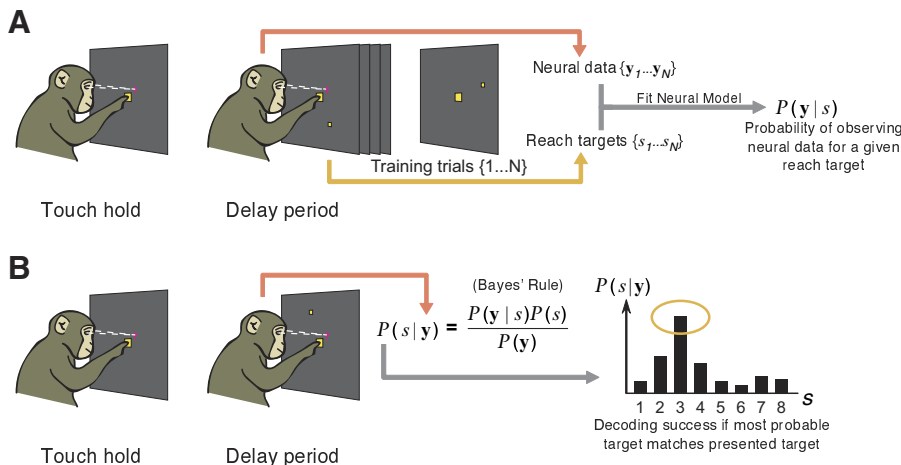 A
Neural data {y₁...y_N}
Fit Neural Model
P(y | s)
Probability of observing
neural data for a given
reach target
Reach targets {s₁...s_N}
Training trials {1...N}
Touch hold
Delay period
B
(Bayes' Rule)
P(s|y) = P(y | s)P(s) / P(y)
P(s|y)
1 2 3 4 5 6 7 8 s
Decoding success if most probable
target matches presented target
Touch hold
Delay period